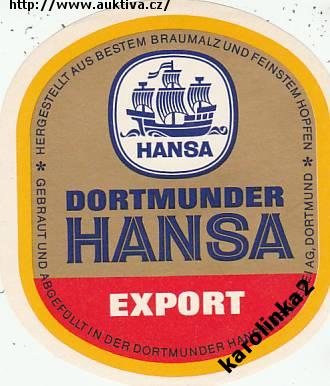 http://www.auktiva.cz/
HERGESTELLT AUS BESTEM BRAUMALZ UND FEINSTEM HOPFEN
HANSA
DORTMUNDER
HANSA
EXPORT
* GEBRAUT UND ABGEFÜLLT IN DER DORTMUNDER HAN EI AG, DORTMUND *
karolinka2